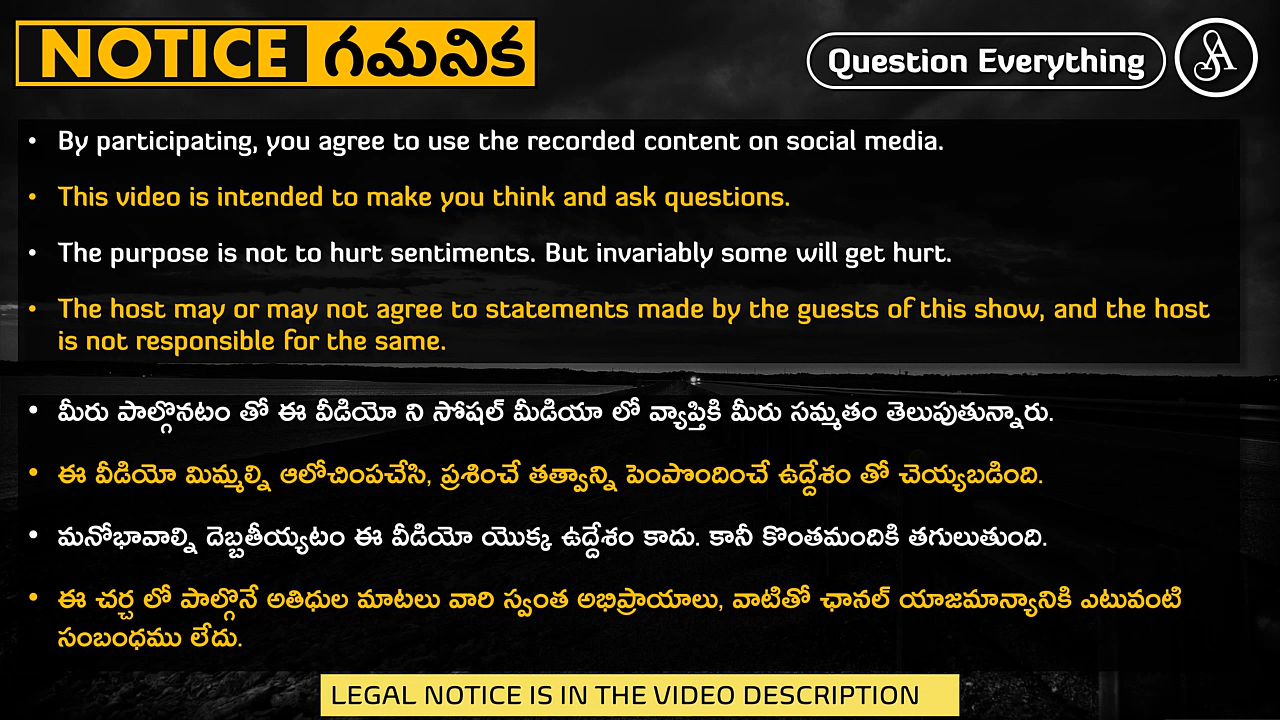 NOTICE గమనిక
Question Everything
• By participating, you agree to use the recorded content on social media.
• This video is intended to make you think and ask questions.
• The purpose is not to hurt sentiments. But invariably some will get hurt.
• The host may or may not agree to statements made by the guests of this show, and the host
is not responsible for the same.
• మీరు పాల్గొనటం తో ఈ వీడియో ని సోషల్ మీడియా లో వ్యాప్తికి మీరు సమ్మతం తెలుపుతున్నారు.
• ఈ వీడియో మిమ్మల్ని ఆలోచింపచేసి, ప్రశించే తత్వాన్ని పెంపొందించే ఉద్దేశం తో చెయ్యబడింది.
• మనోభావాల్ని దెబ్బతీయ్యటం ఈ వీడియో యొక్క ఉద్దేశం కాదు. కానీ కొంతమందికి తగులుతుంది.
• ఈ చర్చ లో పాల్గొనే అతిధుల మాటలు వారి స్వంత అభిప్రాయాలు, వాటితో ఛానల్ యాజమాన్యానికి ఎటువంటి
సంబంధము లేదు.
LEGAL NOTICE IS IN THE VIDEO DESCRIPTION